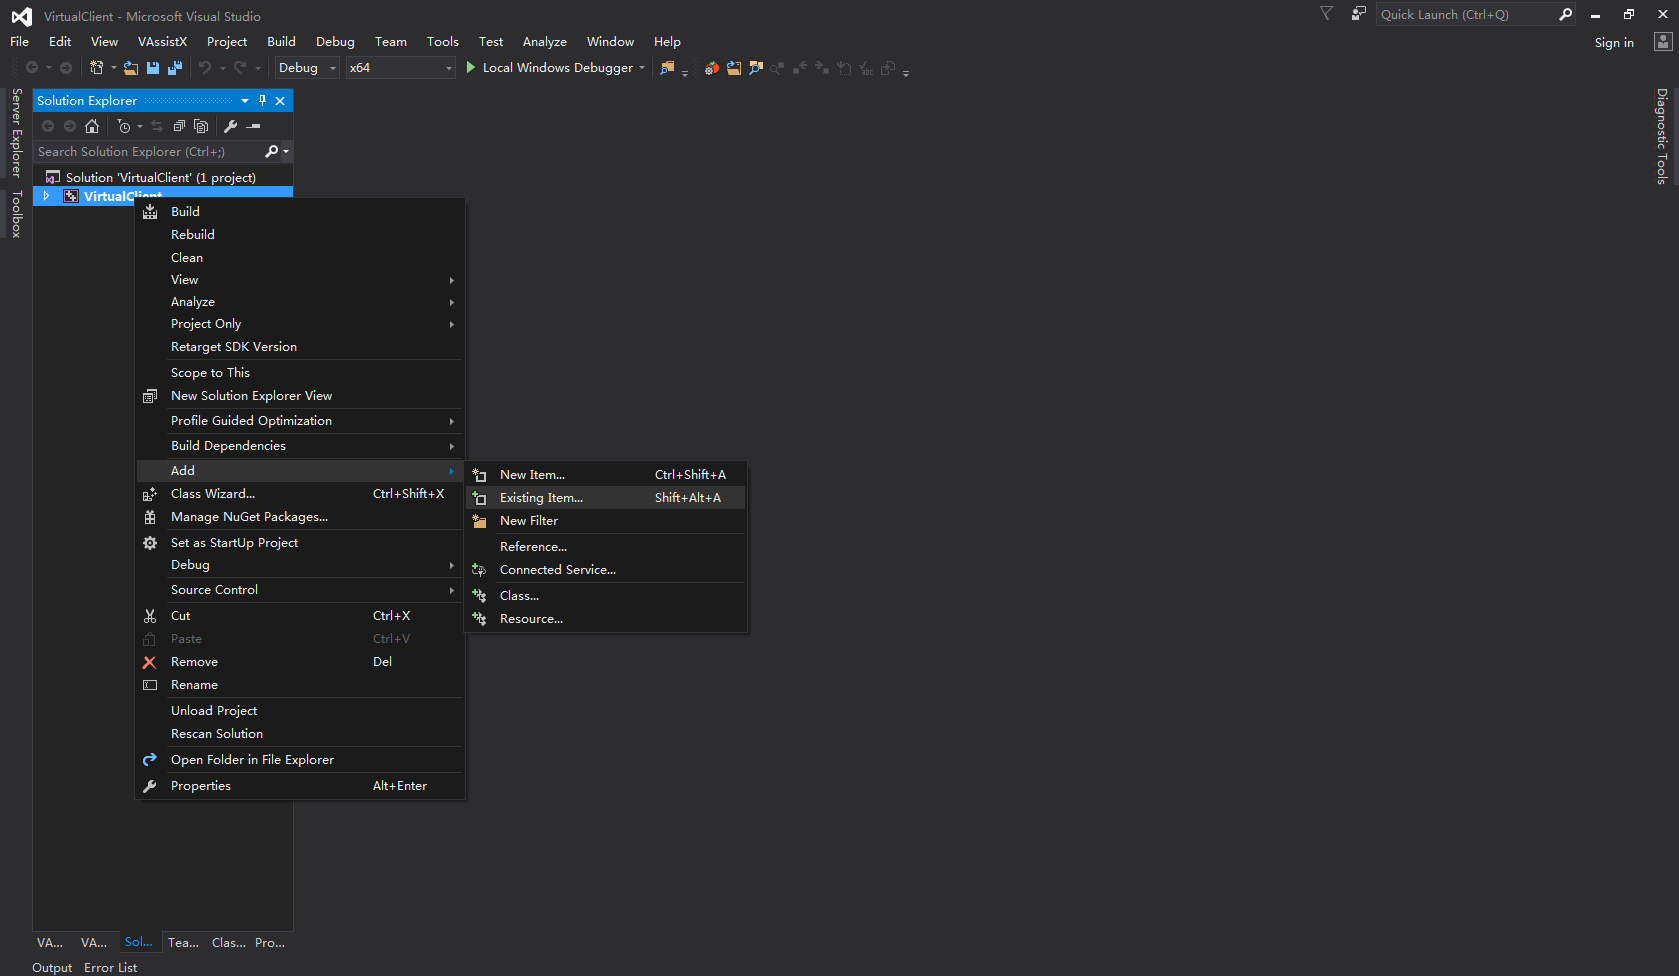 VirtualClient - Microsoft Visual Studio
Quick Launch (Ctrl+Q)
File Edit View VAssistX Project Build Debug Team Tools Test Analyze Window Help
Sign in
Debug x64 Local Windows Debugger
Server Explorer
Toolbox
Diagnostic Tools
Solution Explorer
Search Solution Explorer (Ctrl+;)
Solution 'VirtualClient' (1 project)
VirtualClient
Build
Rebuild
Clean
View
Analyze
Project Only
Retarget SDK Version
Scope to This
New Solution Explorer View
Profile Guided Optimization
Build Dependencies
Add
Class Wizard... Ctrl+Shift+X
Manage NuGet Packages...
Set as StartUp Project
Debug
Source Control
Cut Ctrl+X
Paste Ctrl+V
Remove Del
Rename
Unload Project
Rescan Solution
Open Folder in File Explorer
Properties Alt+Enter
New Item... Ctrl+Shift+A
Existing Item... Shift+Alt+A
New Filter
Reference...
Connected Service...
Class...
Resource...
VA... VA... Sol... Tea... Clas... Pro...
Output Error List